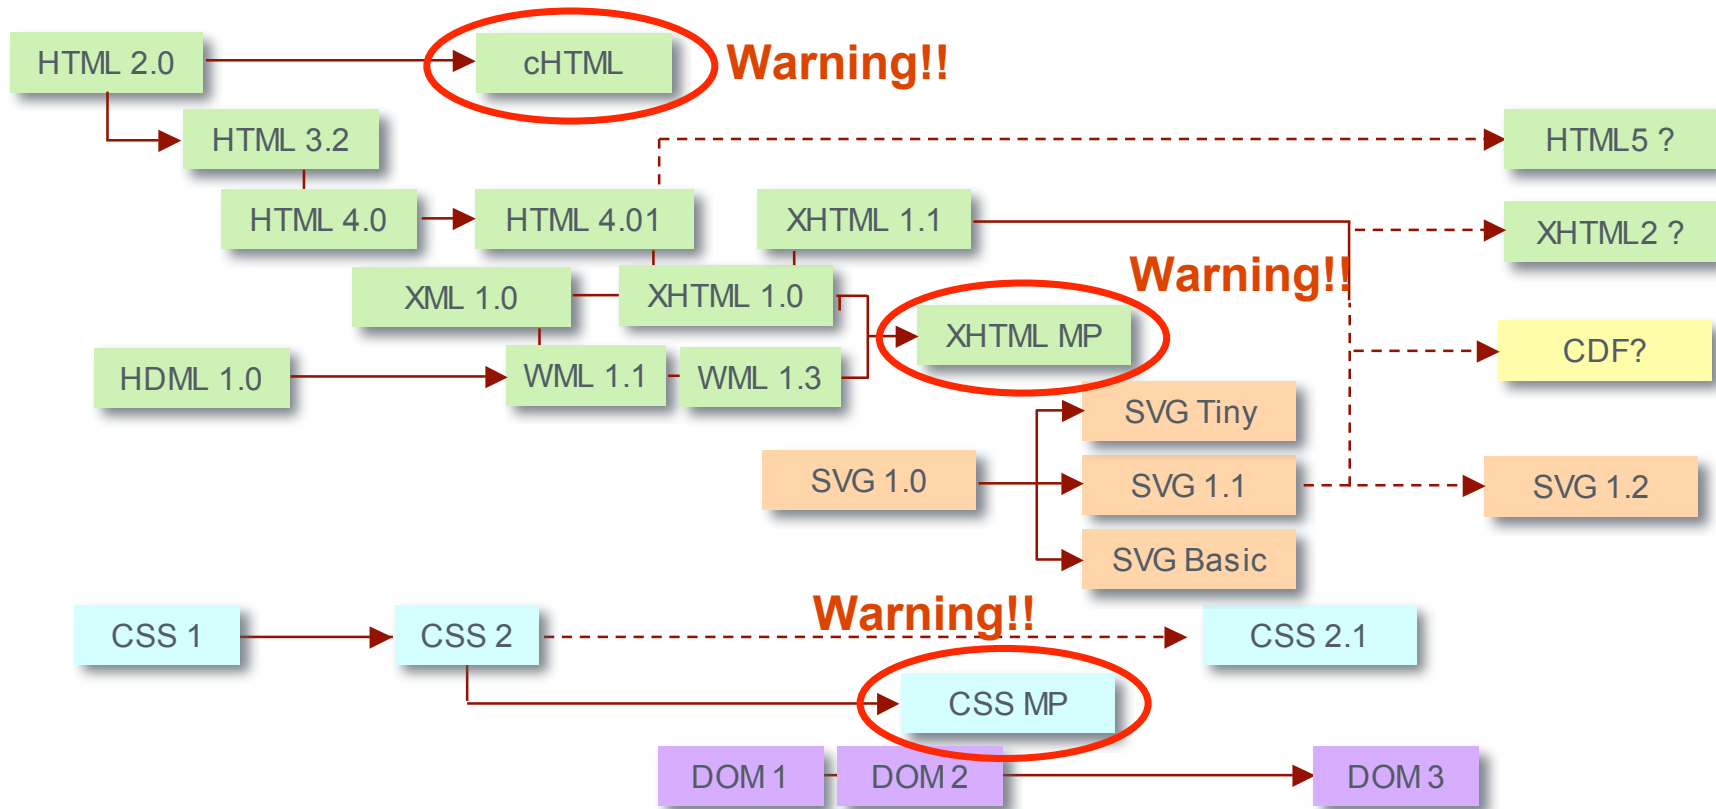 HTML 2.0
cHTML
Warning!!
HTML 3.2
HTML5 ?
HTML 4.0
HTML 4.01
XHTML 1.1
XHTML2 ?
XML 1.0
XHTML 1.0
Warning!!
XHTML MP
CDF?
HDML 1.0
WML 1.1
WML 1.3
SVG Tiny
SVG 1.0
SVG 1.1
SVG 1.2
SVG Basic
Warning!!
CSS 1
CSS 2
CSS 2.1
CSS MP
DOM 1
DOM 2
DOM 3